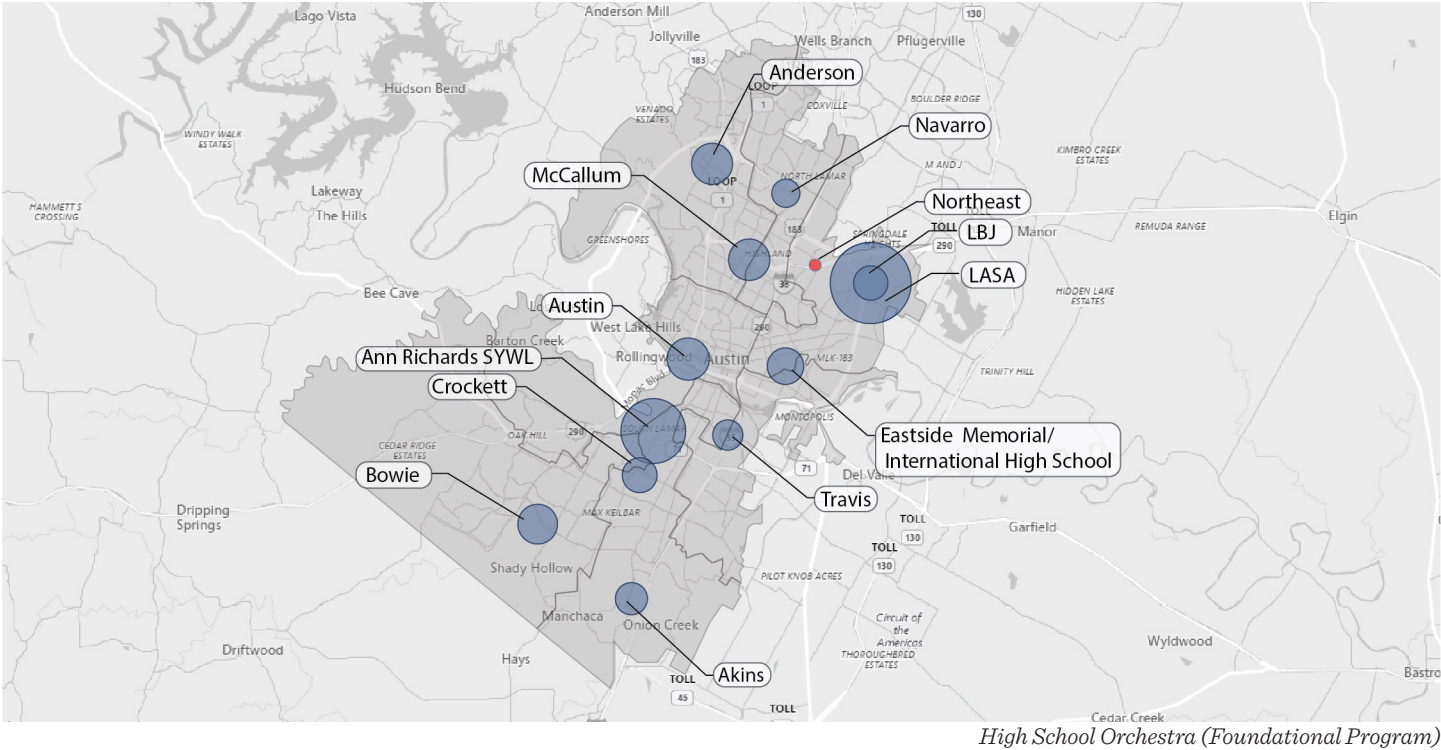 Lago Vista
Anderson Mill
130
Jollyville
Wells Branch
Pflugerville
183
Anderson
Hudson Bend
LOOP
1
COXVILLE
BOULDER RIDGE
VENADO
ESTATES
Navarro
WINDY WALK
ESTATES
KIMBRO CREEK
ESTATES
M AND J
McCallum
NORTH LAMAR
LOOP
1
Lakeway
The Hills
HAMMETT S
CROSSING
Northeast
TOLL
Elgin
183
SPRINGDALE
HEIGHTS
TOLL
LBJ
Manor
REMUDA RANGE
290
GREENSHORES
HIGHLAND
LASA
35
Bee Cave
HIDDEN LAKE
ESTATES
Austin
West Lake Hills
290
Barton Creek
Ann Richards SYWL
Rollingwood
Austin
MLK-183
TRINITY HILL
Crockett
Mopac Blvd
MONTOPOLIS
OAK HILL
290
SOUTH LAMAR
Eastside Memorial/
International High School
CEDAR RIDGE
ESTATES
Bowie
71
Del Valle
Travis
Dripping
Springs
MAX KEILBAR
TOLL
130
Garfield
TOLL
130
Shady Hollow
PILOT KNOB ACRES
Manchaca
Onion Creek
Circuit of
the
Americas
THOROUGHBRED
ESTATES
Wyldwood
Driftwood
Hays
Akins
TOLL
45
TOLL
Bastro
Cedar Creek
High School Orchestra (Foundational Program)